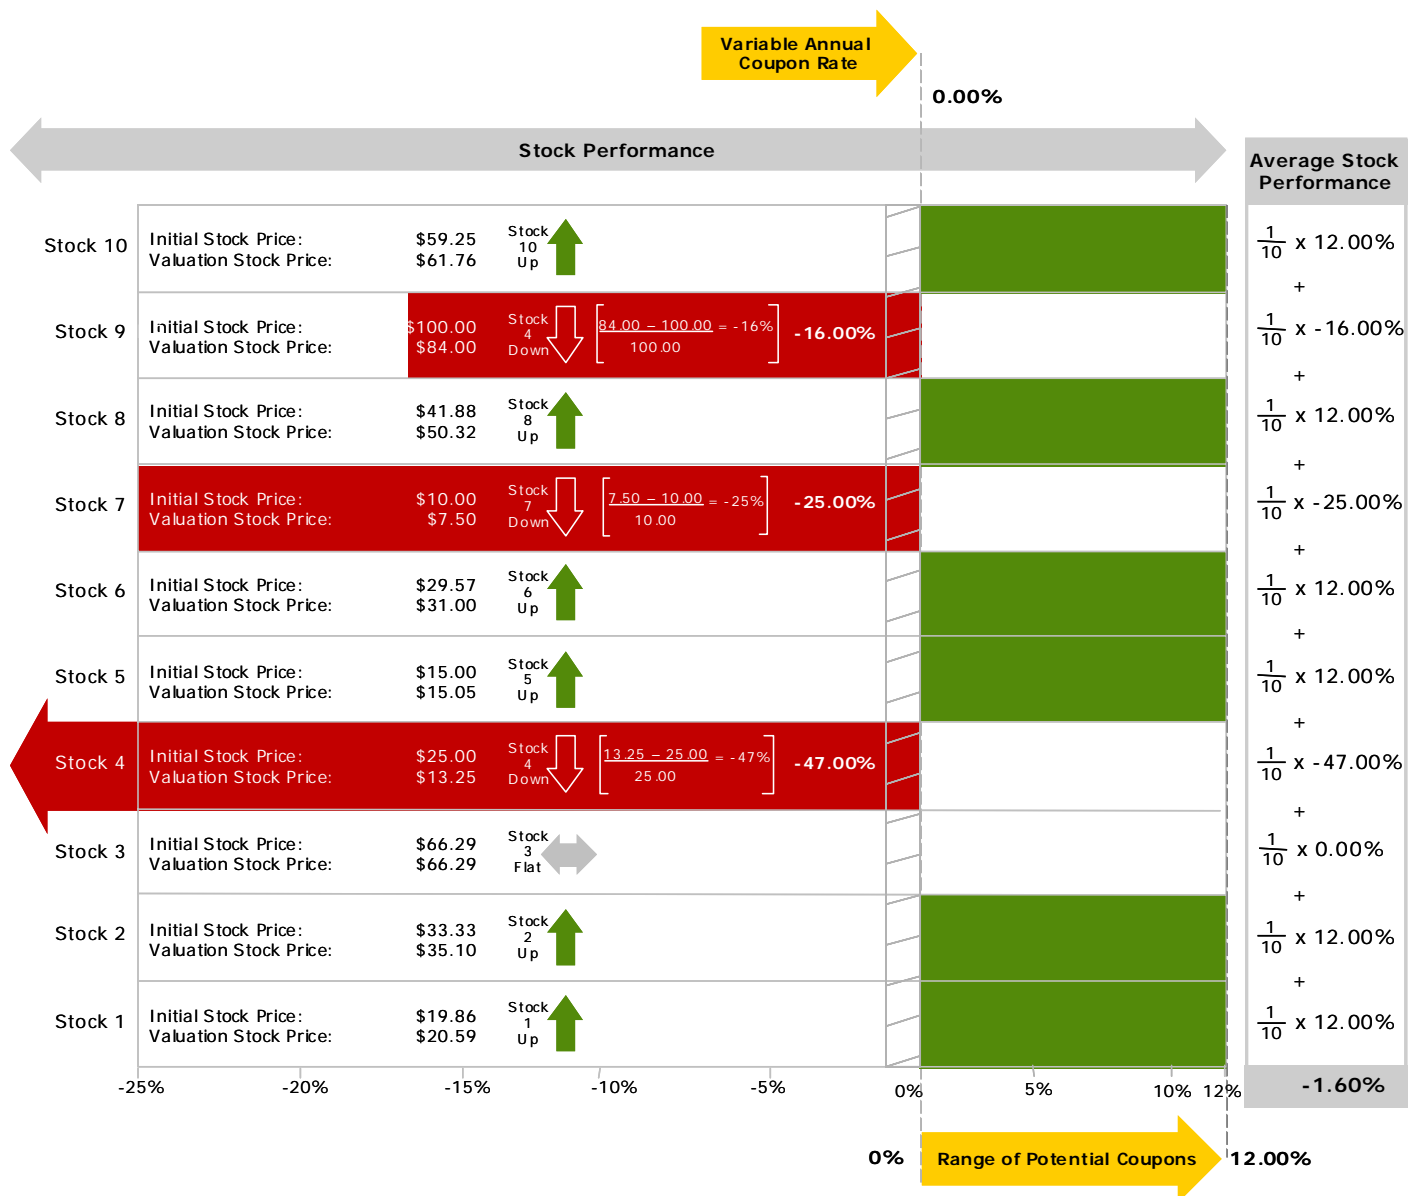 Variable Annual
Coupon Rate
0.00%
Stock Performance
Average Stock
Performance
Stock 10
Initial Stock Price: $59.25
Valuation Stock Price: $61.76
Stock
10
Up
1/10 x 12.00%
+
Stock 9
Initial Stock Price: $100.00
Valuation Stock Price: $84.00
Stock
4
Down
84.00 – 100.00 = -16%
100.00
-16.00%
1/10 x -16.00%
+
Stock 8
Initial Stock Price: $41.88
Valuation Stock Price: $50.32
Stock
8
Up
1/10 x 12.00%
+
Stock 7
Initial Stock Price: $10.00
Valuation Stock Price: $7.50
Stock
7
Down
7.50 – 10.00 = -25%
10.00
-25.00%
1/10 x -25.00%
+
Stock 6
Initial Stock Price: $29.57
Valuation Stock Price: $31.00
Stock
6
Up
1/10 x 12.00%
+
Stock 5
Initial Stock Price: $15.00
Valuation Stock Price: $15.05
Stock
5
Up
1/10 x 12.00%
+
Stock 4
Initial Stock Price: $25.00
Valuation Stock Price: $13.25
Stock
4
Down
13.25 – 25.00 = -47%
25.00
-47.00%
1/10 x -47.00%
+
Stock 3
Initial Stock Price: $66.29
Valuation Stock Price: $66.29
Stock
3
Flat
1/10 x 0.00%
+
Stock 2
Initial Stock Price: $33.33
Valuation Stock Price: $35.10
Stock
2
Up
1/10 x 12.00%
+
Stock 1
Initial Stock Price: $19.86
Valuation Stock Price: $20.59
Stock
1
Up
1/10 x 12.00%
-25% -20% -15% -10% -5% 0% 5% 10% 12%
-1.60%
0% Range of Potential Coupons 12.00%